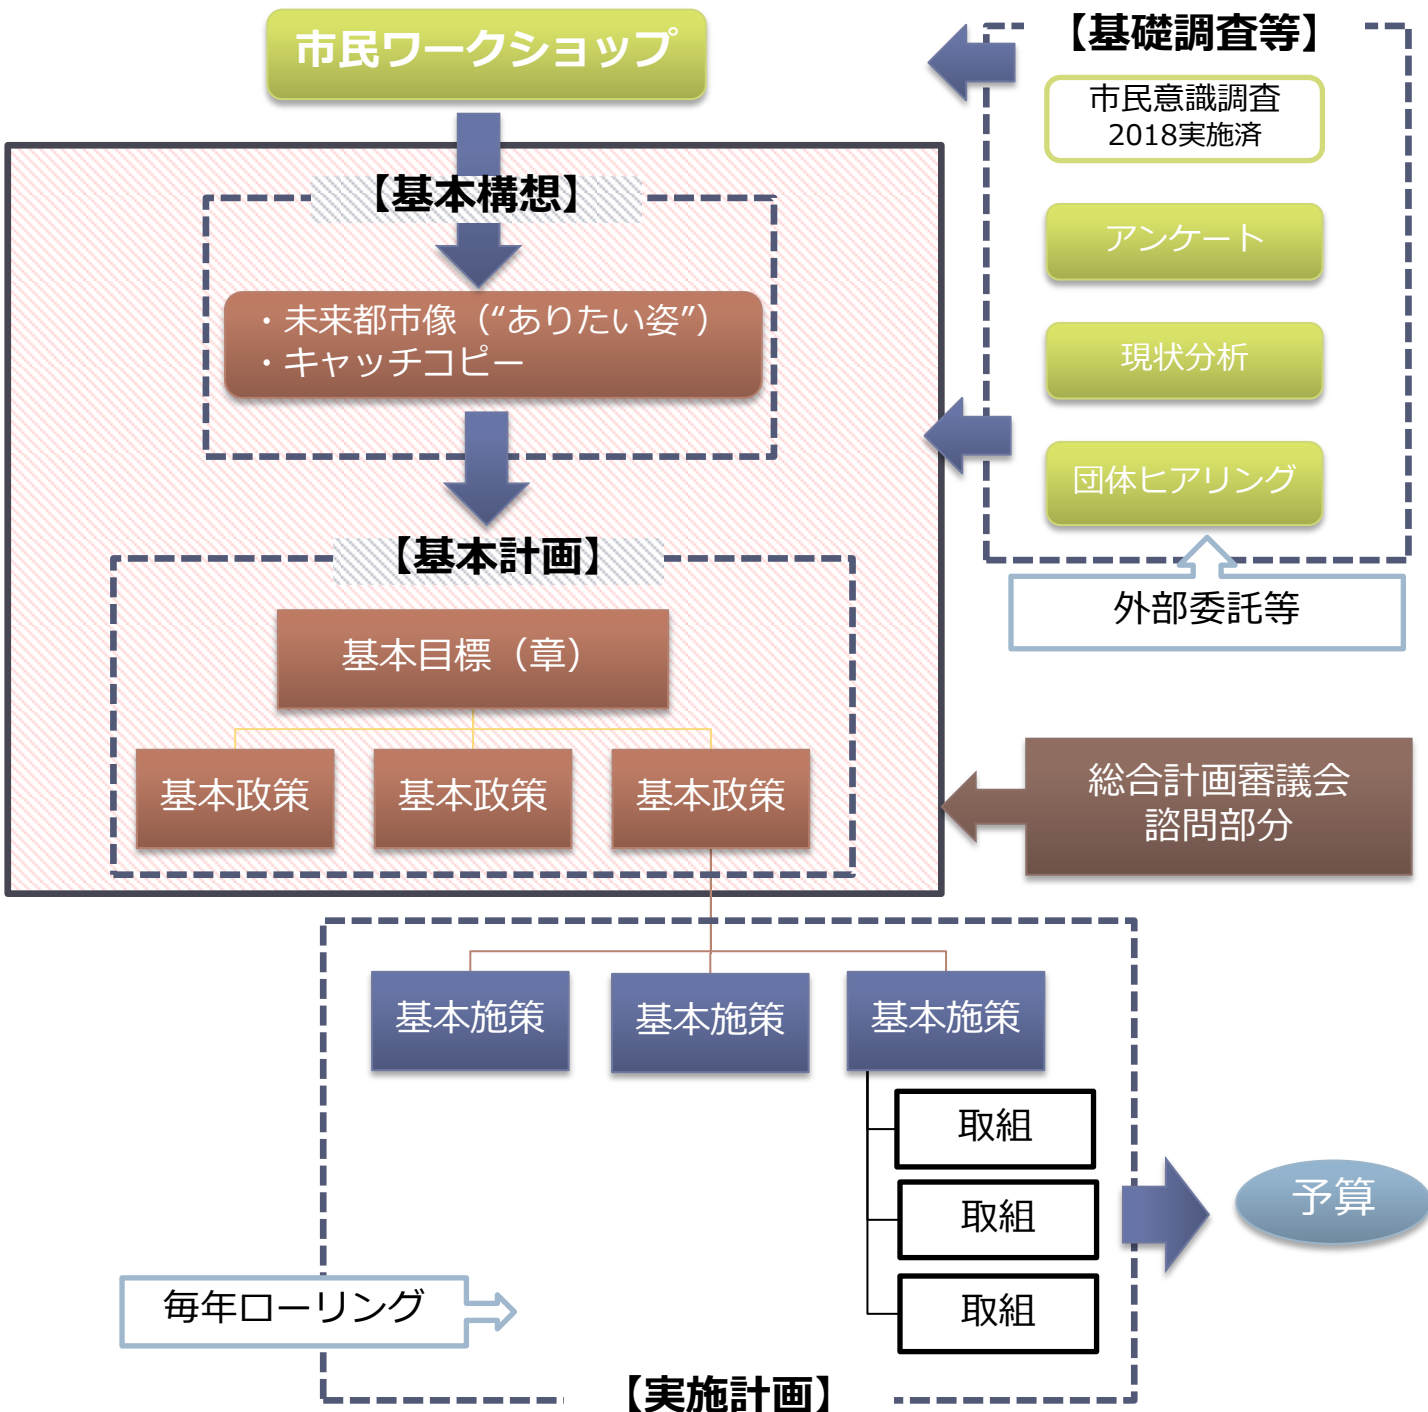 市民ワークショップ
【基礎調査等】
市民意識調査
2018実施済
アンケート
現状分析
団体ヒアリング
外部委託等
【基本構想】
・未来都市像（“ありたい姿”）
・キャッチコピー
【基本計画】
基本目標（章）
基本政策
基本政策
基本政策
総合計画審議会
諮問部分
基本施策
基本施策
基本施策
取組
取組
取組
予算
毎年ローリング
【実施計画】